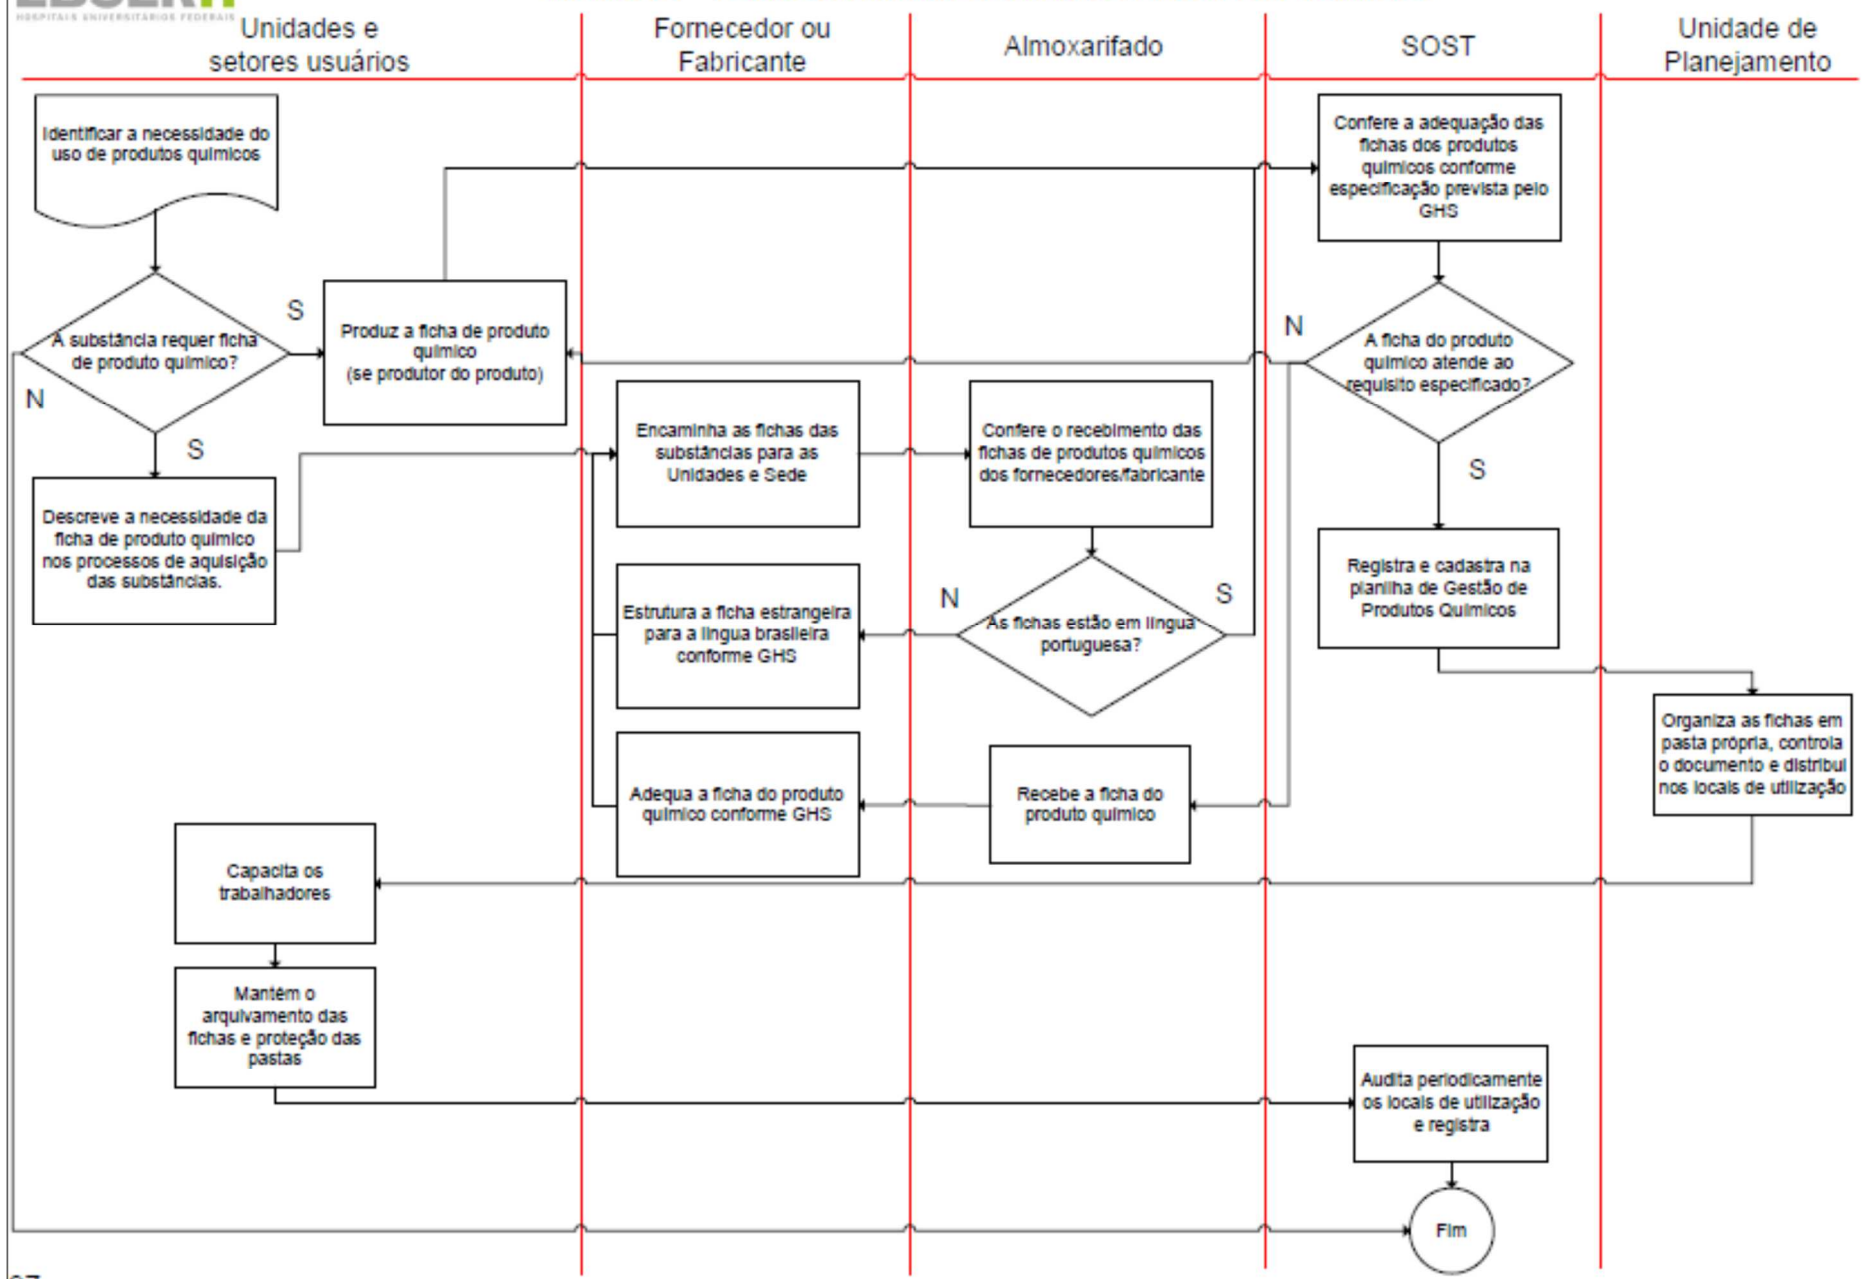 HOSPITAIS UNIVERSITÁRIOS FEDERAIS
Unidades e
setores usuários
Fornecedor ou
Fabricante
Almoxarifado
SOST
Unidade de
Planejamento
Identificar a necessidade do
uso de produtos químicos
A substância requer ficha
de produto químico?
S
N
S
Produz a ficha de produto
químico
(se produtor do produto)
Descreve a necessidade da
ficha de produto químico
nos processos de aquisição
das substâncias.
Encaminha as fichas das
substâncias para as
Unidades e Sede
Estrutura a ficha estrangeira
para a língua brasileira
conforme GHS
Adequa a ficha do produto
químico conforme GHS
Confere o recebimento das
fichas de produtos químicos
dos fornecedores/fabricante
N
S
As fichas estão em língua
portuguesa?
Recebe a ficha do
produto químico
Confere a adequação das
fichas dos produtos
químicos conforme
especificação prevista pelo
GHS
N
A ficha do produto
químico atende ao
requisito especificado?
S
Registra e cadastra na
planilha de Gestão de
Produtos Químicos
Organiza as fichas em
pasta própria, controla
o documento e distribui
nos locais de utilização
Capacita os
trabalhadores
Mantém o
arquivamento das
fichas e proteção das
pastas
Audita periodicamente
os locais de utilização
e registra
Fim